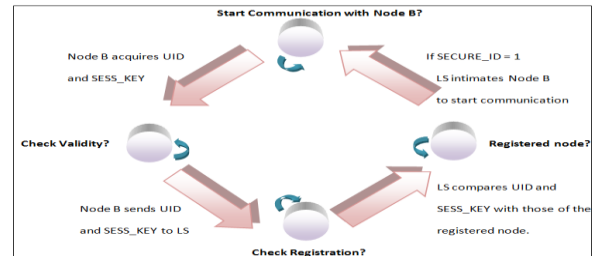 Start Communication with Node B?
Node B acquires UID
and SESS_KEY
If SECURE_ID = 1
LS intimates Node B
to start communication
Check Validity?
Registered node?
Node B sends UID
and SESS_KEY to LS
LS compares UID and
SESS_KEY with those of the
registered node.
Check Registration?